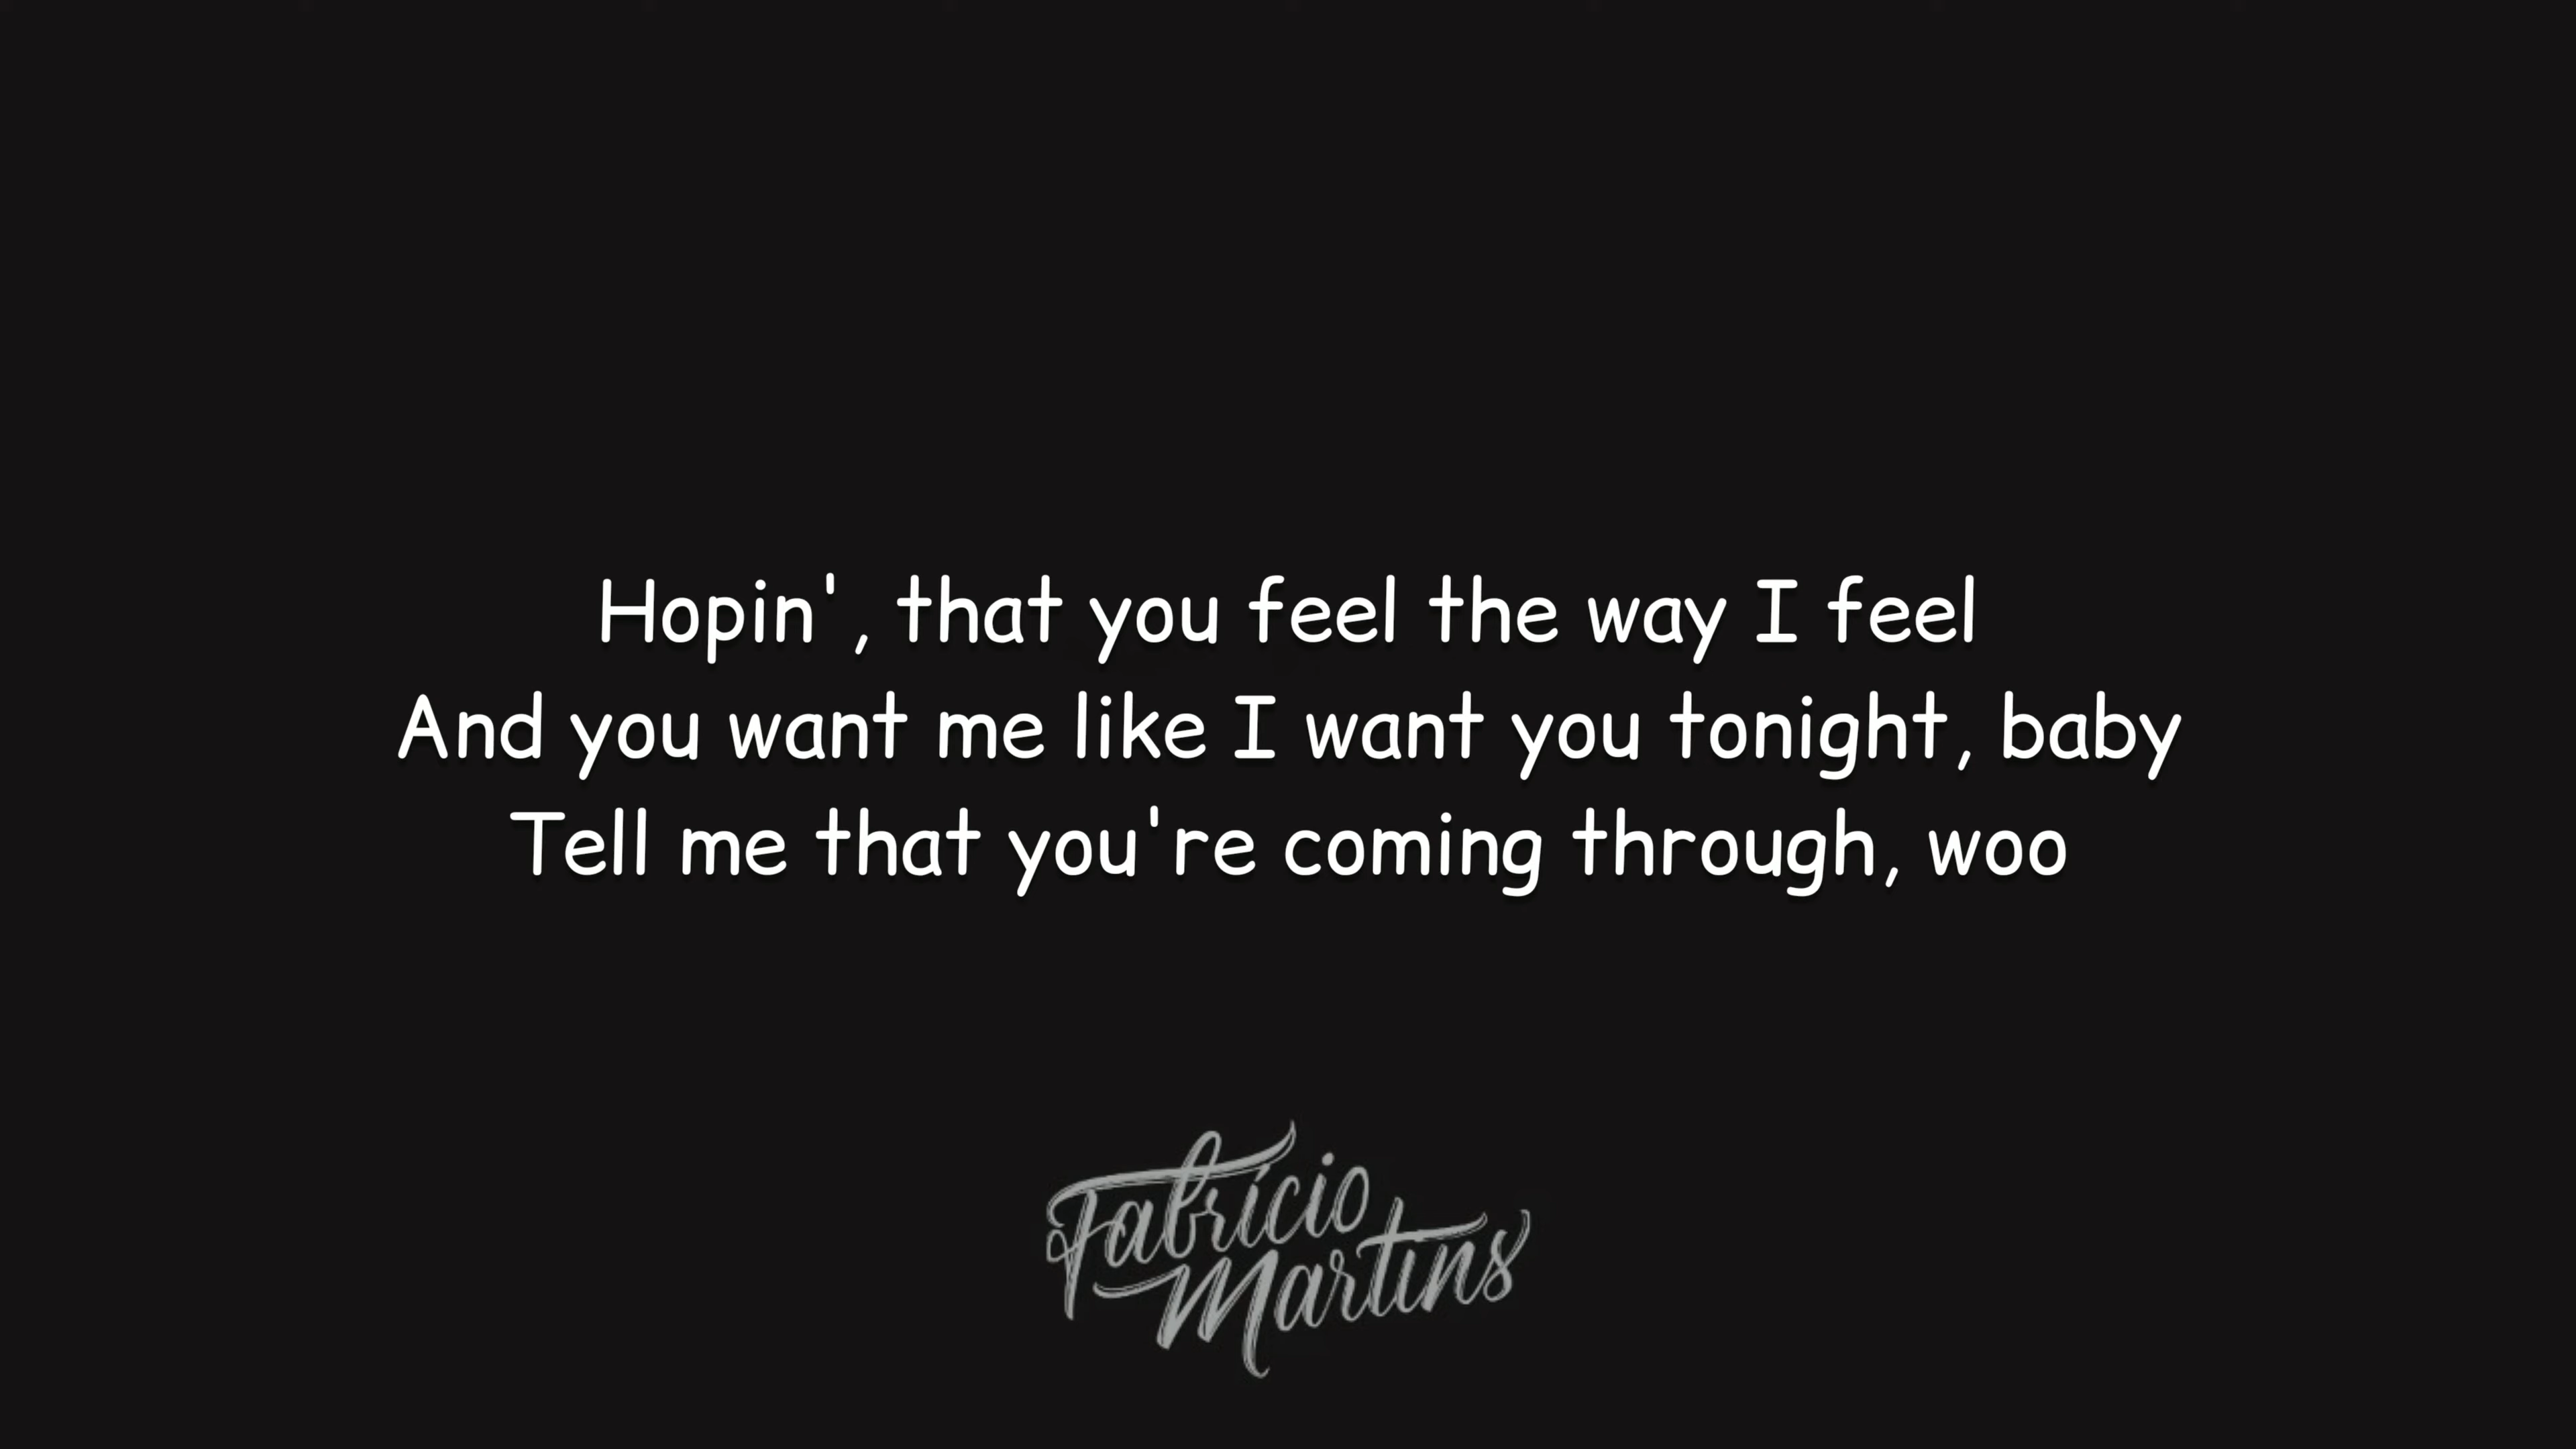 Hopin', that you feel the way I feel
And you want me like I want you tonight, baby
Tell me that you're coming through, woo
Fabrício
Martins